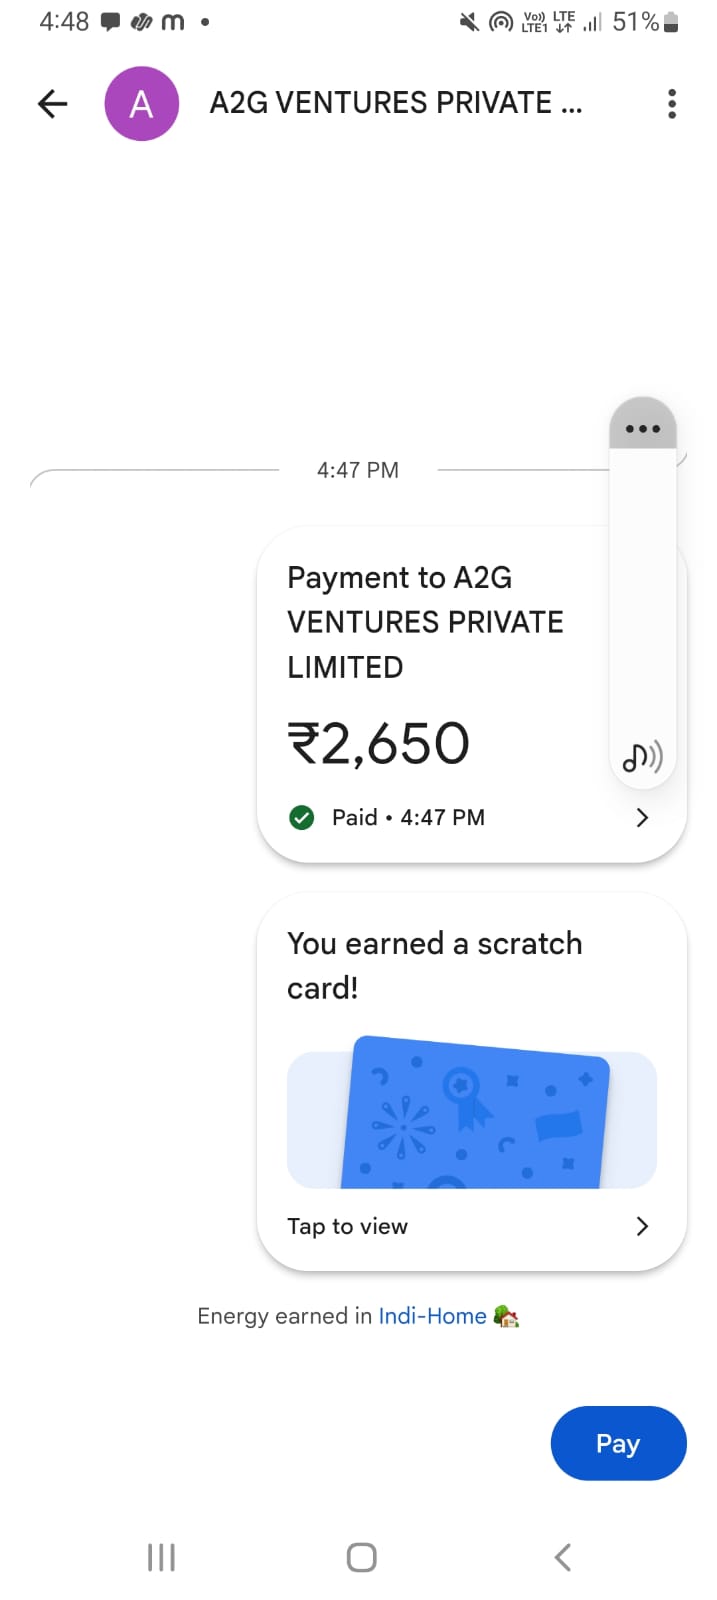 4:48 m • Vo)) LTE1 LTE 51%
A A2G VENTURES PRIVATE ...
4:47 PM
Payment to A2G
VENTURES PRIVATE
LIMITED
₹2,650
Paid • 4:47 PM
You earned a scratch
card!
Tap to view
Energy earned in Indi-Home
Pay